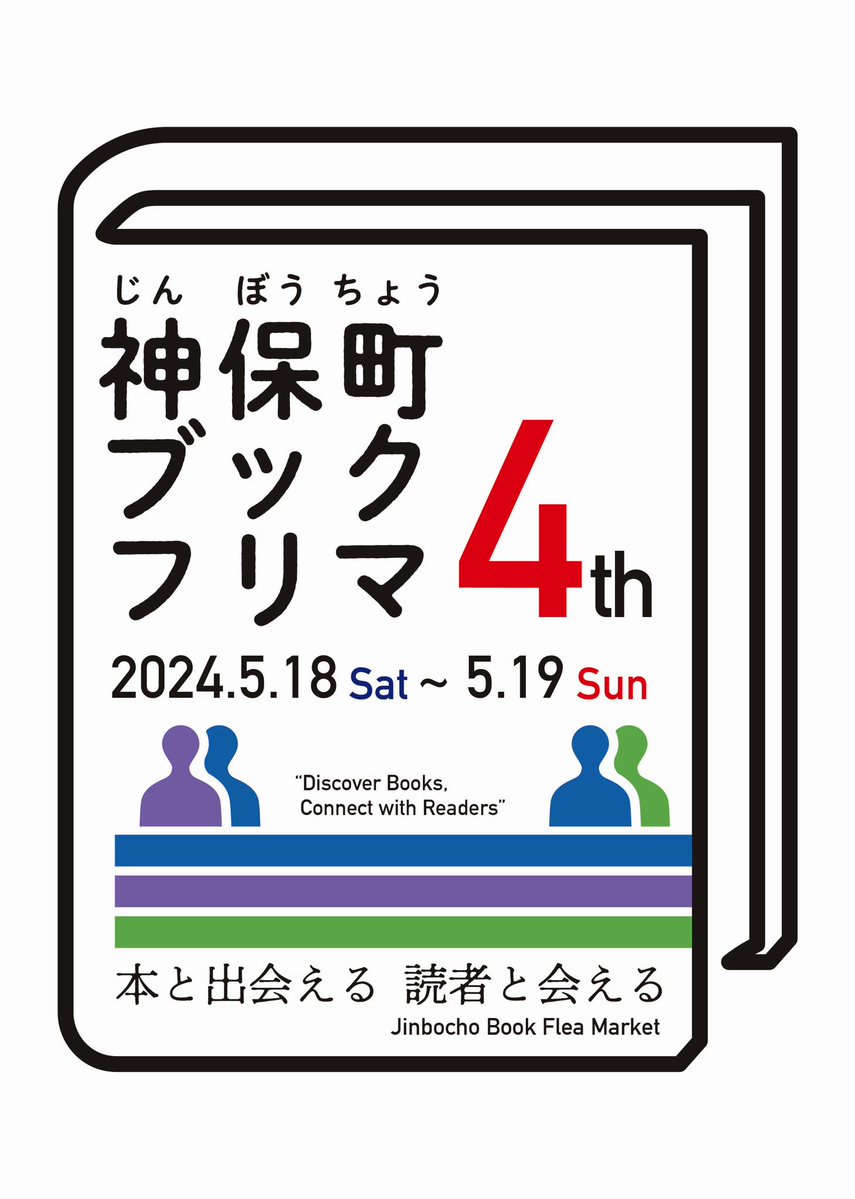 じんぼうちょう
神保町
ブック
フリマ
4th
2024.5.18 Sat ~ 5.19 Sun
“Discover Books,
Connect with Readers”
本と出会える 読者と会える
Jinbocho Book Flea Market